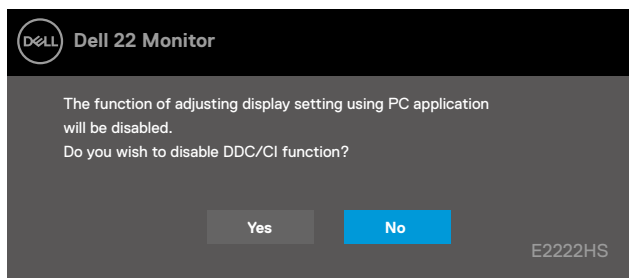 DELL Dell 22 Monitor
The function of adjusting display setting using PC application
will be disabled.
Do you wish to disable DDC/CI function?
Yes No
E2222HS